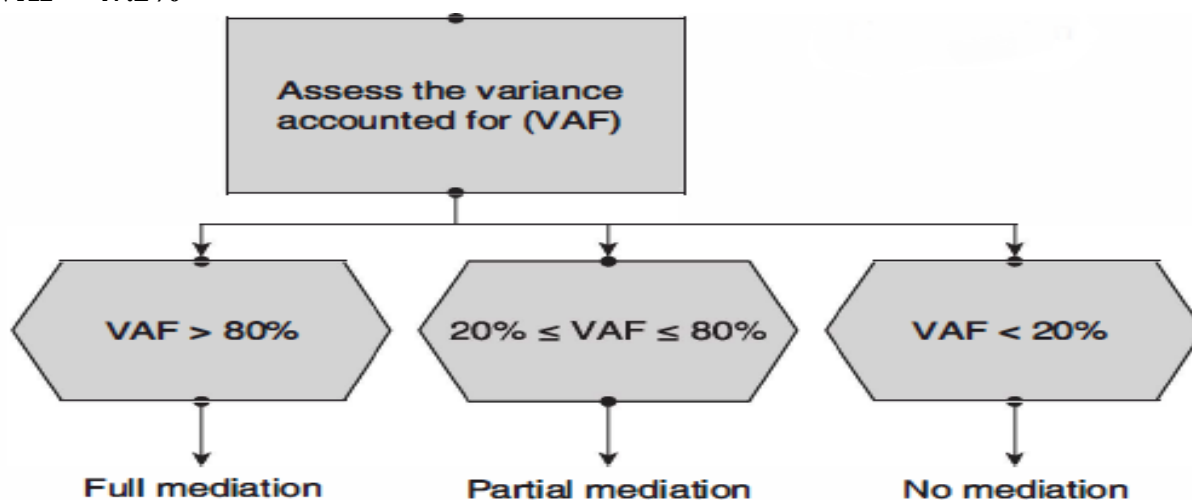 Assess the variance
accounted for (VAF)
VAF > 80%
20% ≤ VAF ≤ 80%
VAF < 20%
Full mediation
Partial mediation
No mediation